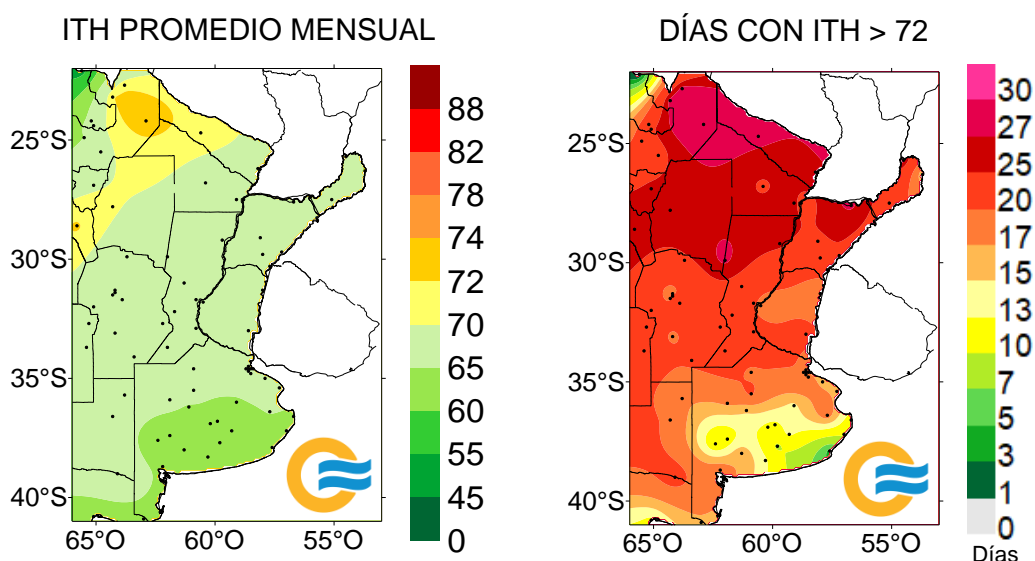 ITH PROMEDIO MENSUAL
25°S
30°S
35°S
40°S
65°O 60°O 55°O
88
82
78
74
72
70
65
60
55
45
0
DÍAS CON ITH > 72
25°S
30°S
35°S
40°S
65°O 60°O 55°O
30
27
25
20
17
15
13
10
7
5
3
1
0
Días